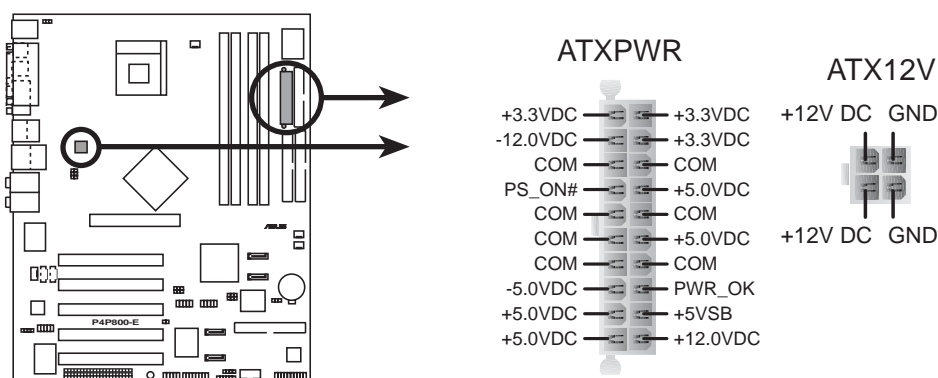 ATXPWR
ATX12V
+3.3VDC +3.3VDC
-12.0VDC +3.3VDC
COM COM
PS_ON# +5.0VDC
COM COM
COM +5.0VDC
COM COM
-5.0VDC PWR_OK
+5.0VDC +5VSB
+5.0VDC +12.0VDC
+12V DC GND
+12V DC GND
ASUS
P4P800-E